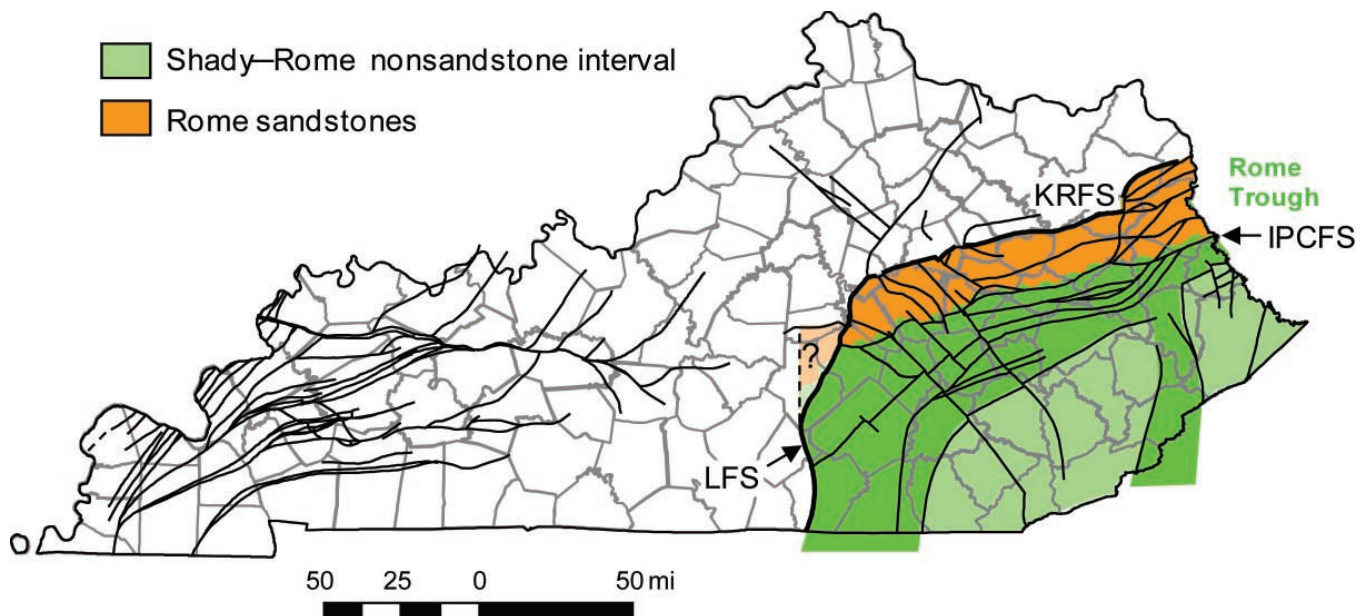 Shady–Rome nonsandstone interval
Rome sandstones
KRFS
Rome
Trough
IPCFS
?
LFS
50 25 0 50 mi